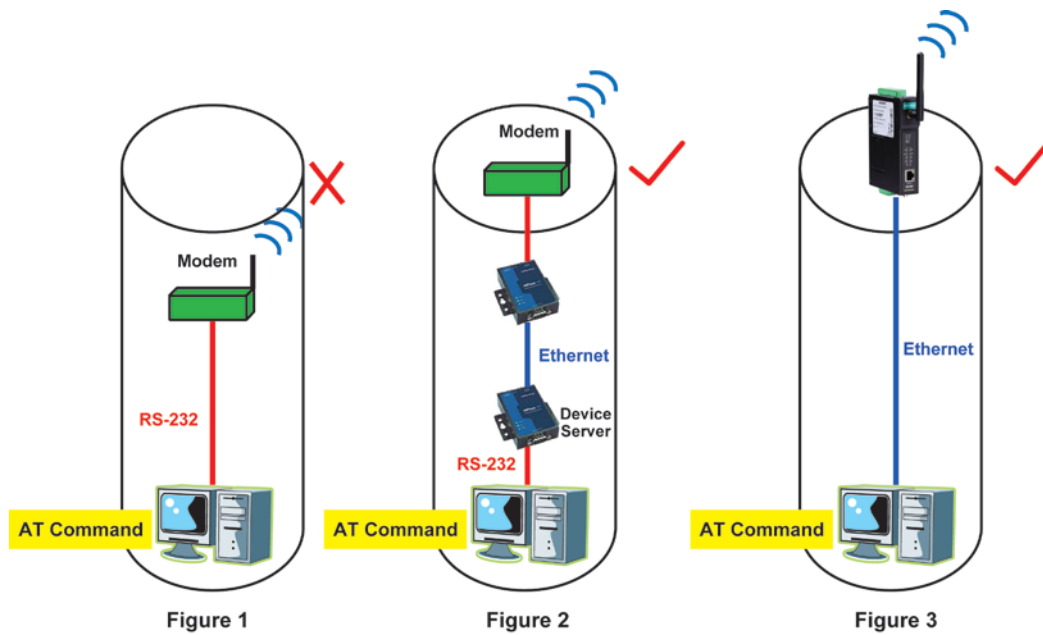 Modem
RS-232
AT Command
Figure 1
Modem
Ethernet
Device
Server
RS-232
AT Command
Figure 2
Ethernet
AT Command
Figure 3